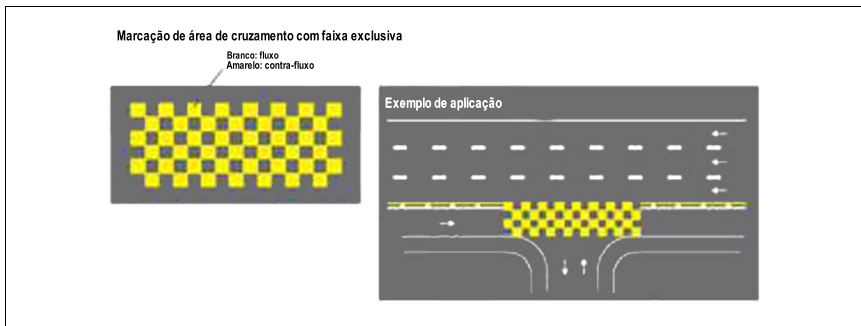 Marcação de área de cruzamento com faixa exclusiva
Branco: fluxo
Amarelo: contra-fluxo
Exemplo de aplicação